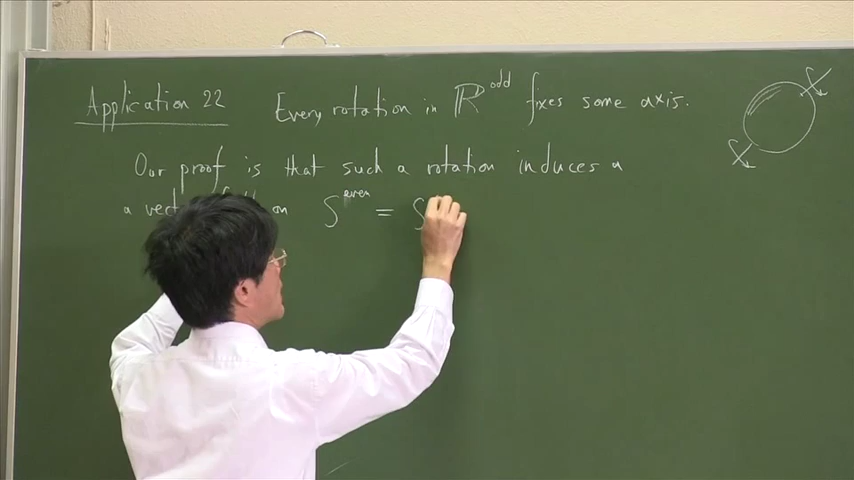 Application 22 Every rotation in ℝ^odd fixes some axis.
Our proof is that such a rotation induces a
a vect on S^even = S